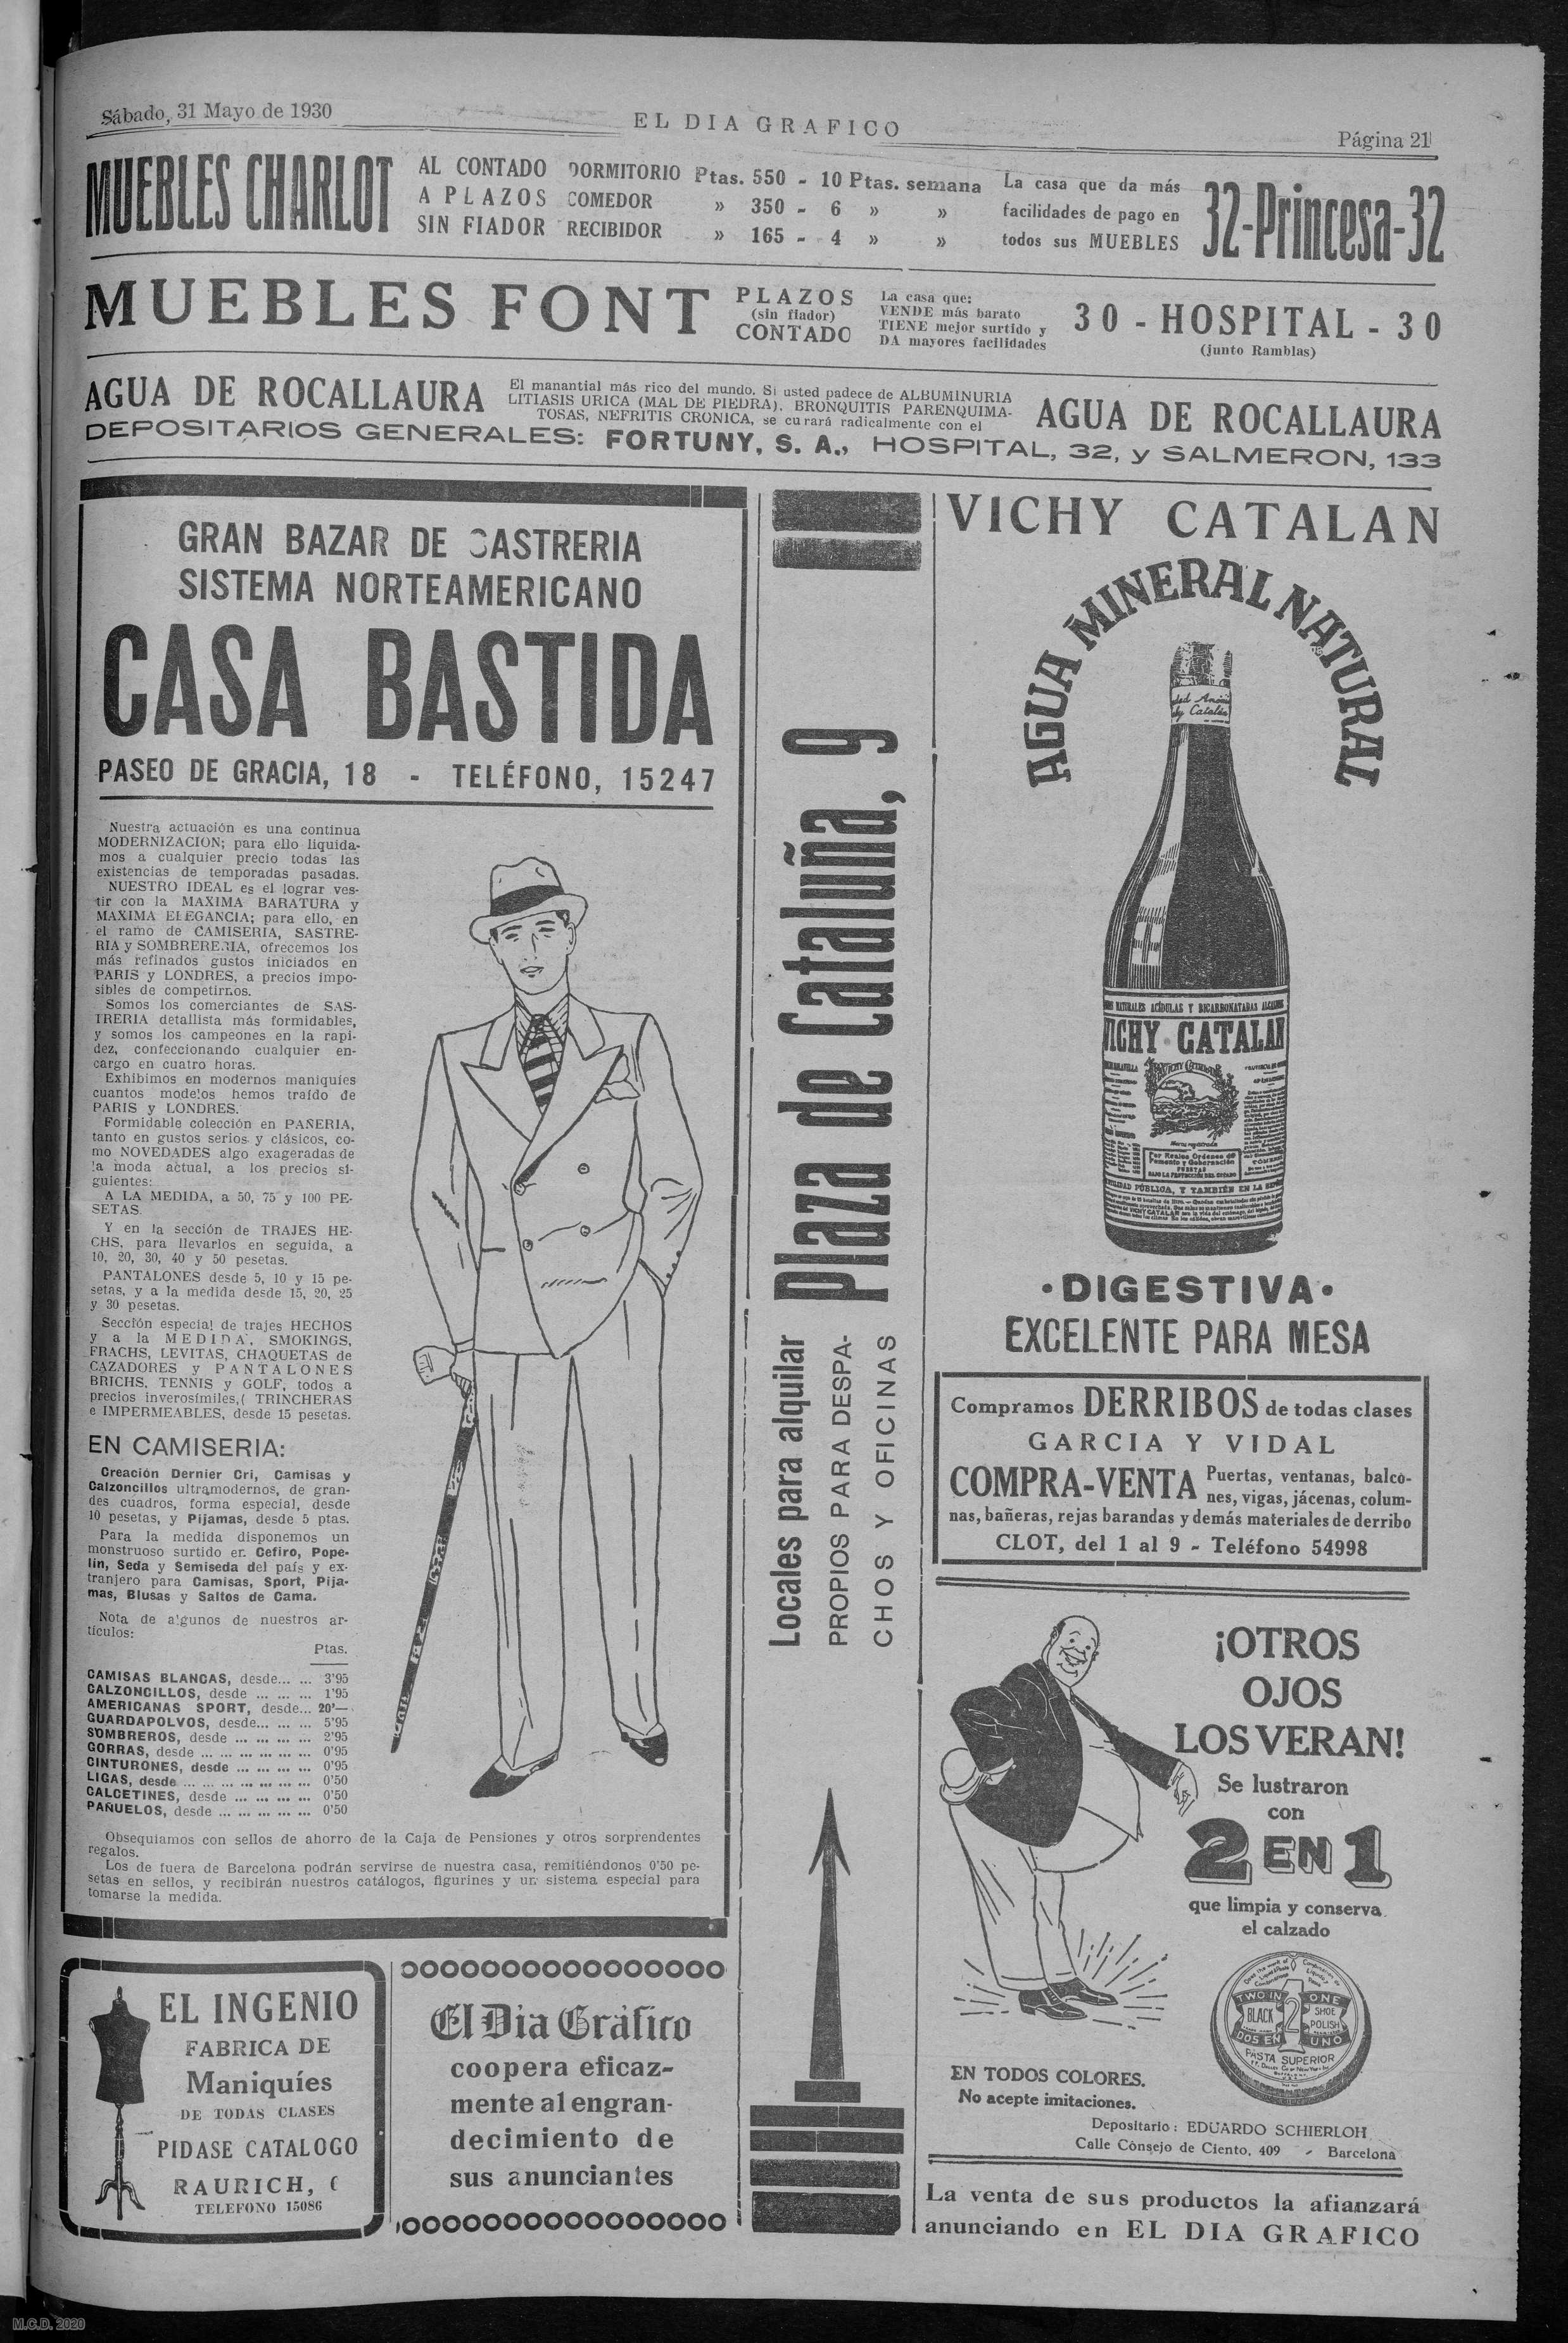 Sábado, 31 Mayo de 1930
EL DIA GRAFICO
Página 21
MUEBLES CHARLOT
AL CONTADO
A PLAZOS
SIN FIADOR
DORMITORIO Ptas. 550 - 10 Ptas. semana
COMEDOR » 350 - 6 » »
RECIBIDOR » 165 - 4 » »
La casa que da más
facilidades de pago en
todos sus MUEBLES
32-Princesa-32
MUEBLES FONT
PLAZOS
(sin fiador)
CONTADO
La casa que:
VENDE más barato
TIENE mejor surtido y
DA mayores facilidades
30 - HOSPITAL - 30
(junto Ramblas)
AGUA DE ROCALLAURA
El manantial más rico del mundo. Si usted padece de ALBUMINURIA
LITIASIS URICA (MAL DE PIEDRA), BRONQUITIS PARENQUIMA-
TOSAS, NEFRITIS CRONICA, se curará radicalmente con el
AGUA DE ROCALLAURA
DEPOSITARIOS GENERALES: FORTUNY, S. A., HOSPITAL, 32, y SALMERON, 133
GRAN BAZAR DE SASTRERIA
SISTEMA NORTEAMERICANO
CASA BASTIDA
PASEO DE GRACIA, 18 - TELÉFONO, 15247
Nuestra actuación es una continua
MODERNIZACION; para ello liquida-
mos a cualquier precio todas las
existencias de temporadas pasadas.
NUESTRO IDEAL es el lograr ves-
tir con la MAXIMA BARATURA y
MAXIMA ELEGANCIA; para ello, en
el ramo de CAMISERIA, SASTRE-
RIA y SOMBRERERIA, ofrecemos los
más refinados gustos iniciados en
PARIS y LONDRES, a precios impo-
sibles de competirnos.
Somos los comerciantes de SAS-
TRERIA detallista más formidables,
y somos los campeones en la rapi-
dez, confeccionando cualquier en-
cargo en cuatro horas.
Exhibimos en modernos maniquíes
cuantos modelos hemos traído de
PARIS y LONDRES.
Formidable colección en PAÑERIA,
tanto en gustos serios y clásicos, co-
mo NOVEDADES algo exageradas de
la moda actual, a los precios si-
guientes:
A LA MEDIDA, a 50, 75 y 100 PE-
SETAS.
Y en la sección de TRAJES HE-
CHS, para llevarlos en seguida, a
10, 20, 30, 40 y 50 pesetas.
PANTALONES desde 5, 10 y 15 pe-
setas, y a la medida desde 15, 20, 25
y 30 pesetas.
Sección especial de trajes HECHOS
y a la MEDIDA, SMOKINGS,
FRACHS, LEVITAS, CHAQUETAS de
CAZADORES y PANTALONES
BRICHS, TENNIS y GOLF, todos a
precios inverosímiles,( TRINCHERAS
e IMPERMEABLES, desde 15 pesetas.
EN CAMISERIA:
Creación Dernier Cri, Camisas y
Calzoncillos ultramodernos, de gran-
des cuadros, forma especial, desde
10 pesetas, y Pijamas, desde 5 ptas.
Para la medida disponemos un
monstruoso surtido en Cefiro, Pope-
lín, Seda y Semiseda del país y ex-
tranjero para Camisas, Sport, Pija-
mas, Blusas y Saltos de Cama.
Nota de algunos de nuestros ar-
tículos:
Ptas.
CAMISAS BLANCAS, desde... ... 3'95
CALZONCILLOS, desde ... ... ... 1'95
AMERICANAS SPORT, desde... 20'—
GUARDAPOLVOS, desde... ... ... 5'95
SOMBREROS, desde ... ... ... ... 2'95
GORRAS, desde ... ... ... ... ... ... 0'95
CINTURONES, desde ... ... ... ... 0'95
LIGAS, desde ... ... ... ... ... ... ... 0'50
CALCETINES, desde ... ... ... ... 0'50
PAÑUELOS, desde ... ... ... ... ... 0'50
Obsequiamos con sellos de ahorro de la Caja de Pensiones y otros sorprendentes
regalos.
Los de fuera de Barcelona podrán servirse de nuestra casa, remitiéndonos 0'50 pe-
setas en sellos, y recibirán nuestros catálogos, figurines y un sistema especial para
tomarse la medida.
EL INGENIO
FABRICA DE
Maniquíes
DE TODAS CLASES
PIDASE CATALOGO
RAURICH, 6
TELEFONO 15086
El Dia Gráfico
coopera eficaz-
mente al engran-
decimiento de
sus anunciantes
Locales para alquilar Plaza de Cataluña, 9
PROPIOS PARA DESPA-
CHOS Y OFICINAS
VICHY CATALAN
AGUA MINERAL NATURAL
VICHY CATALAN
Por Reales Ordenes de
Fomento y Gobernación
·DIGESTIVA·
EXCELENTE PARA MESA
Compramos DERRIBOS de todas clases
GARCIA Y VIDAL
COMPRA-VENTA Puertas, ventanas, balco-
nes, vigas, jácenas, colum-
nas, bañeras, rejas barandas y demás materiales de derribo
CLOT, del 1 al 9 - Teléfono 54998
¡OTROS
OJOS
LOS VERAN!
Se lustraron
con
2 EN 1
que limpia y conserva
el calzado
TWO IN ONE
BLACK 2 1 SHOE
POLISH
DOS EN UNO
PASTA SUPERIOR
EN TODOS COLORES.
No acepte imitaciones.
Depositario: EDUARDO SCHIERLOH
Calle Consejo de Ciento, 409 - Barcelona
La venta de sus productos la afianzará
anunciando en EL DIA GRAFICO
M.C.D. 2020